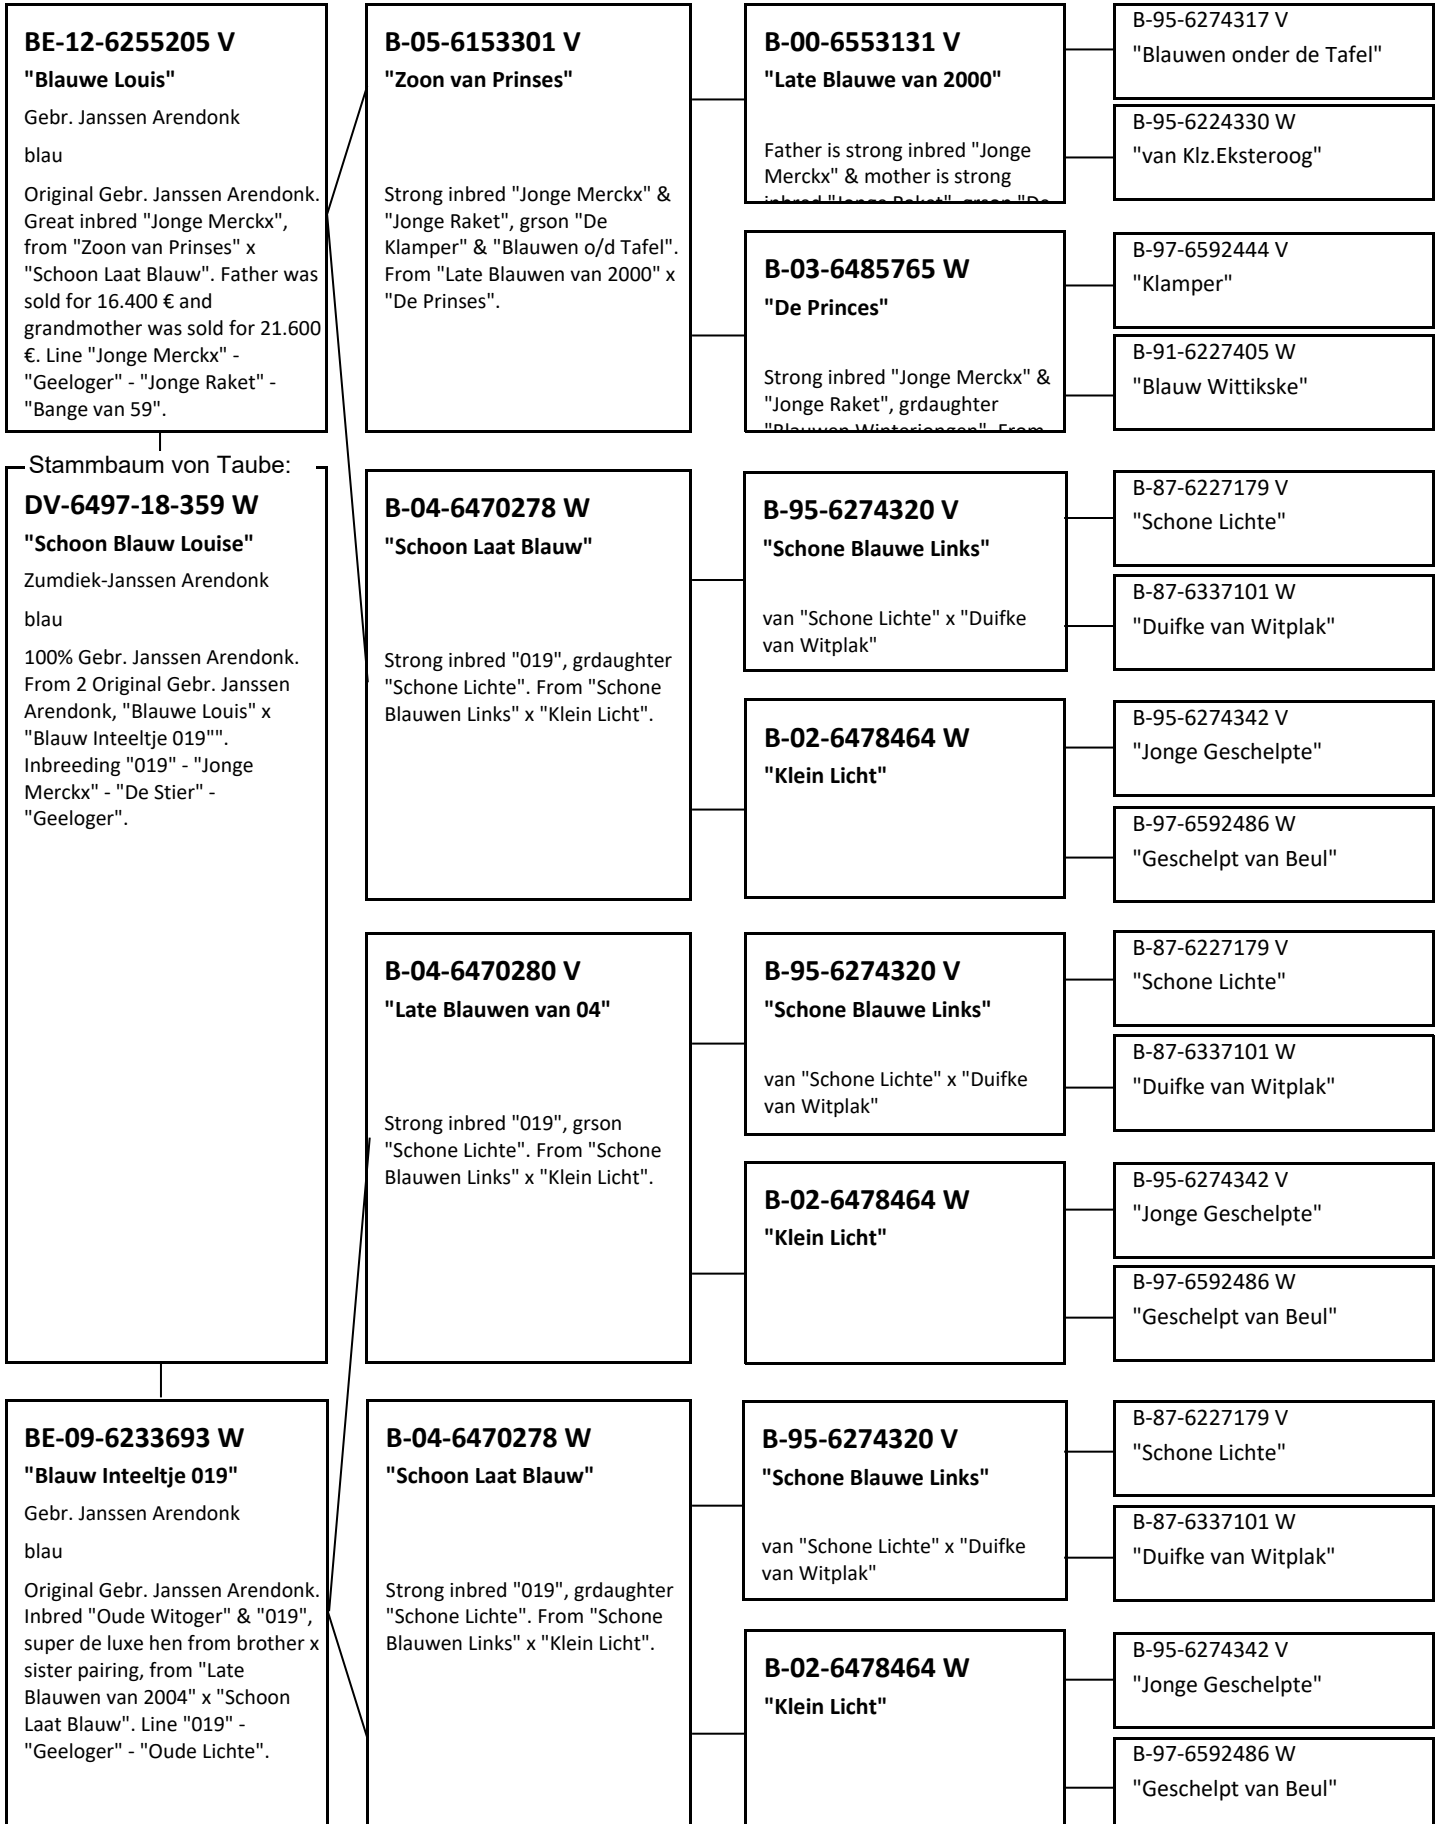 BE-12-6255205 V
"Blauwe Louis"
Gebr. Janssen Arendonk
blau
Original Gebr. Janssen Arendonk.
Great inbred "Jonge Merckx",
from "Zoon van Prinses" x
"Schoon Laat Blauw". Father was
sold for 16.400 € and
grandmother was sold for 21.600
€. Line "Jonge Merckx" -
"Geeloger" - "Jonge Raket" -
"Bange van 59".
Stammbaum von Taube:
DV-6497-18-359 W
"Schoon Blauw Louise"
Zumdiek-Janssen Arendonk
blau
100% Gebr. Janssen Arendonk.
From 2 Original Gebr. Janssen
Arendonk, "Blauwe Louis" x
"Blauw Inteeltje 019"".
Inbreeding "019" - "Jonge
Merckx" - "De Stier" -
"Geeloger".
BE-09-6233693 W
"Blauw Inteeltje 019"
Gebr. Janssen Arendonk
blau
Original Gebr. Janssen Arendonk.
Inbred "Oude Witoger" & "019",
super de luxe hen from brother x
sister pairing, from "Late
Blauwen van 2004" x "Schoon
Laat Blauw". Line "019" -
"Geeloger" - "Oude Lichte".
B-05-6153301 V
"Zoon van Prinses"
Strong inbred "Jonge Merckx" &
"Jonge Raket", grson "De
Klamper" & "Blauwen o/d Tafel".
From "Late Blauwen van 2000" x
"De Prinses".
B-04-6470278 W
"Schoon Laat Blauw"
Strong inbred "019", grdaughter
"Schone Lichte". From "Schone
Blauwen Links" x "Klein Licht".
B-04-6470280 V
"Late Blauwen van 04"
Strong inbred "019", grson
"Schone Lichte". From "Schone
Blauwen Links" x "Klein Licht".
B-04-6470278 W
"Schoon Laat Blauw"
Strong inbred "019", grdaughter
"Schone Lichte". From "Schone
Blauwen Links" x "Klein Licht".
B-00-6553131 V
"Late Blauwe van 2000"
Father is strong inbred "Jonge
Merckx" & mother is strong
inbred "Jonge Raket", grson "De
B-03-6485765 W
"De Princes"
Strong inbred "Jonge Merckx" &
"Jonge Raket", grdaughter
"Blauwen Winterjongen". From
B-95-6274320 V
"Schone Blauwe Links"
van "Schone Lichte" x "Duifke
van Witplak"
B-02-6478464 W
"Klein Licht"
B-95-6274320 V
"Schone Blauwe Links"
van "Schone Lichte" x "Duifke
van Witplak"
B-02-6478464 W
"Klein Licht"
B-95-6274320 V
"Schone Blauwe Links"
van "Schone Lichte" x "Duifke
van Witplak"
B-02-6478464 W
"Klein Licht"
B-95-6274317 V
"Blauwen onder de Tafel"
B-95-6224330 W
"van Klz.Eksteroog"
B-97-6592444 V
"Klamper"
B-91-6227405 W
"Blauw Wittikske"
B-87-6227179 V
"Schone Lichte"
B-87-6337101 W
"Duifke van Witplak"
B-95-6274342 V
"Jonge Geschelpte"
B-97-6592486 W
"Geschelpt van Beul"
B-87-6227179 V
"Schone Lichte"
B-87-6337101 W
"Duifke van Witplak"
B-95-6274342 V
"Jonge Geschelpte"
B-97-6592486 W
"Geschelpt van Beul"
B-87-6227179 V
"Schone Lichte"
B-87-6337101 W
"Duifke van Witplak"
B-95-6274342 V
"Jonge Geschelpte"
B-97-6592486 W
"Geschelpt van Beul"